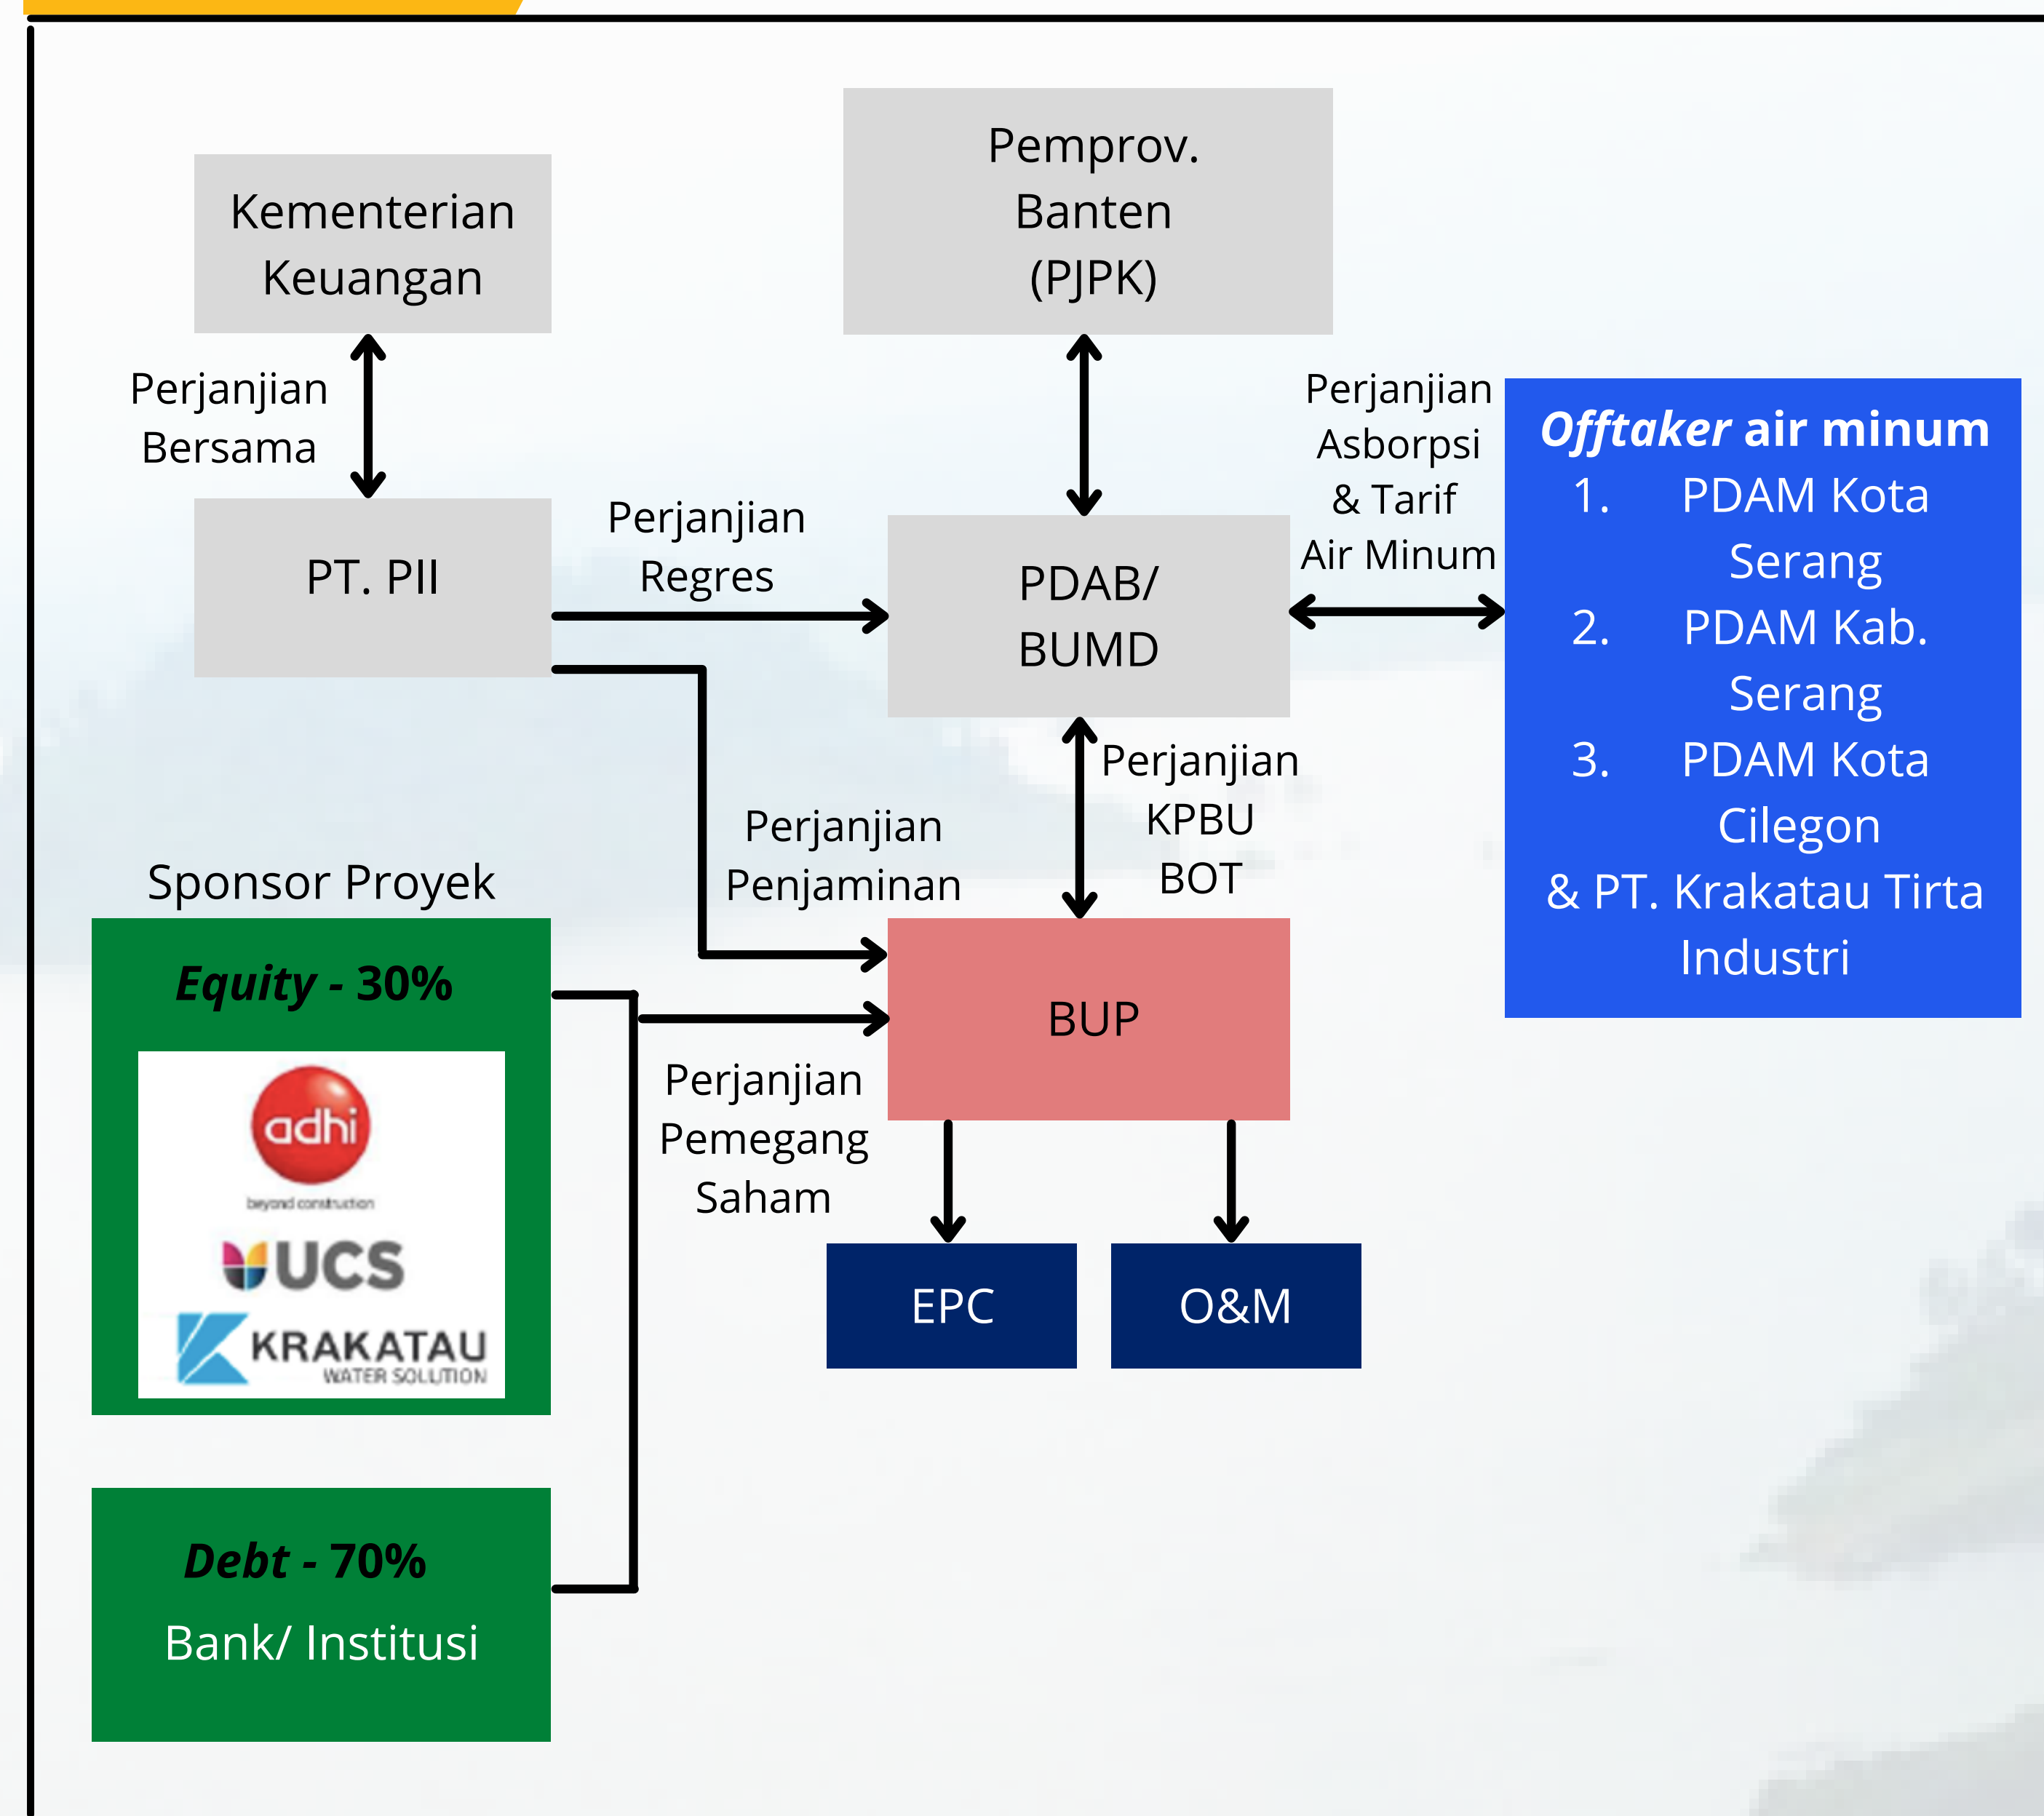 Kementerian
Keuangan
Pemprov.
Banten
(PJPK)
Perjanjian
Bersama
PT. PII
Perjanjian
Regres
PDAB/
BUMD
Perjanjian
Asborpsi
& Tarif
Air Minum
Offtaker air minum
1. PDAM Kota
Serang
2. PDAM Kab.
Serang
3. PDAM Kota
Cilegon
& PT. Krakatau Tirta
Industri
Perjanjian
KPBU
BOT
Perjanjian
Penjaminan
Sponsor Proyek
Equity - 30%
adhi
beyond construction
UCS
KRAKATAU
WATER SOLUTION
BUP
Perjanjian
Pemegang
Saham
EPC
O&M
Debt - 70%
Bank/ Institusi